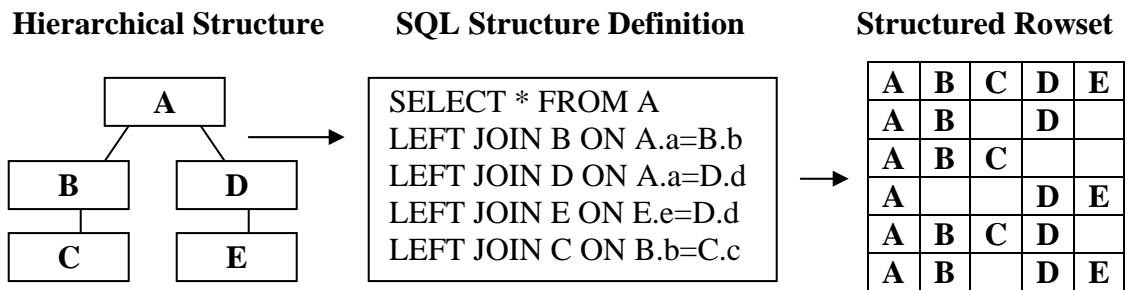 Hierarchical Structure
SQL Structure Definition
Structured Rowset
A
B D
C E
SELECT * FROM A
LEFT JOIN B ON A.a=B.b
LEFT JOIN D ON A.a=D.d
LEFT JOIN E ON E.e=D.d
LEFT JOIN C ON B.b=C.c
A B C D E
A B D
A B C
A D E
A B C D
A B D E